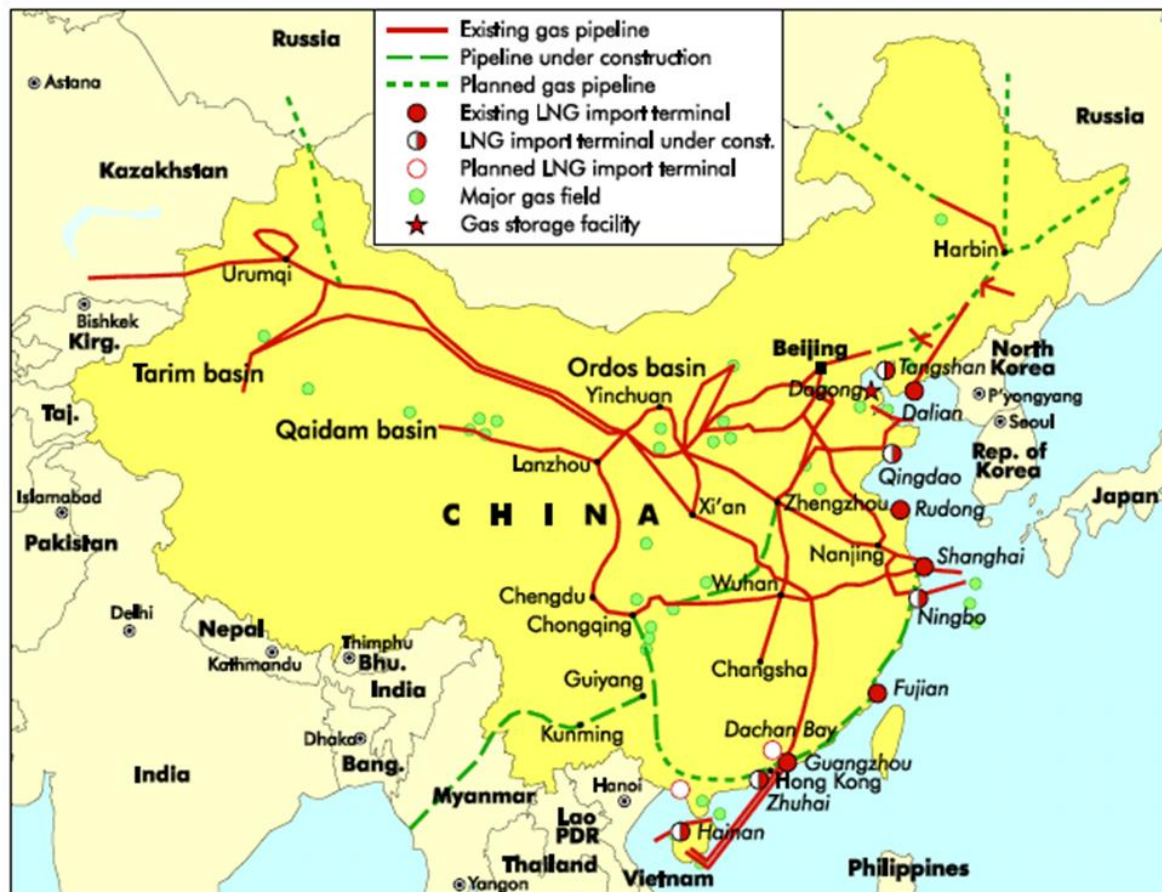 Existing gas pipeline
Pipeline under construction
Planned gas pipeline
Existing LNG import terminal
LNG import terminal under const.
Planned LNG import terminal
Major gas field
Gas storage facility
Russia
Astana
Kazakhstan
Russia
Harbin
Urumqi
Bishkek
Kirg.
Tarim basin
Ordos basin
Yinchuan
Beijing
Dagong
Tangshan
Dalian
North
Korea
P'yongyang
Seoul
Rep. of
Korea
Japan
Taj.
Qaidam basin
Lanzhou
Qingdao
Islamabad
Pakistan
CHINA
Xi'an
Zhengzhou
Rudong
Nanjing
Shanghai
Delhi
Nepal
Kathmandu
Thimphu
Bhu.
India
Chengdu
Chongqing
Wuhan
Ningbo
Changsha
Guiyang
Fujian
Kunming
Dachan Bay
Guangzhou
Hong Kong
Zhuhai
Dhaka
Bang.
India
Myanmar
Hanoi
Lao
PDR
Hainan
Thailand
Vietnam
Yangon
Philippines